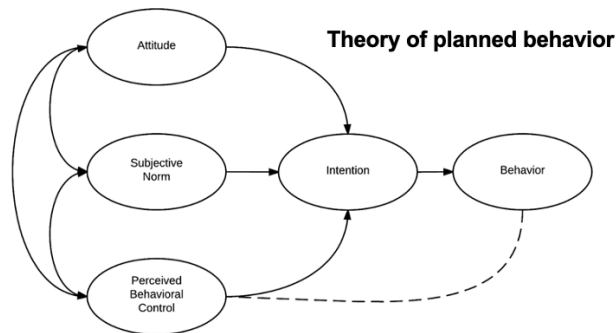 Theory of planned behavior
Attitude
Subjective
Norm
Intention
Behavior
Perceived
Behavioral
Control